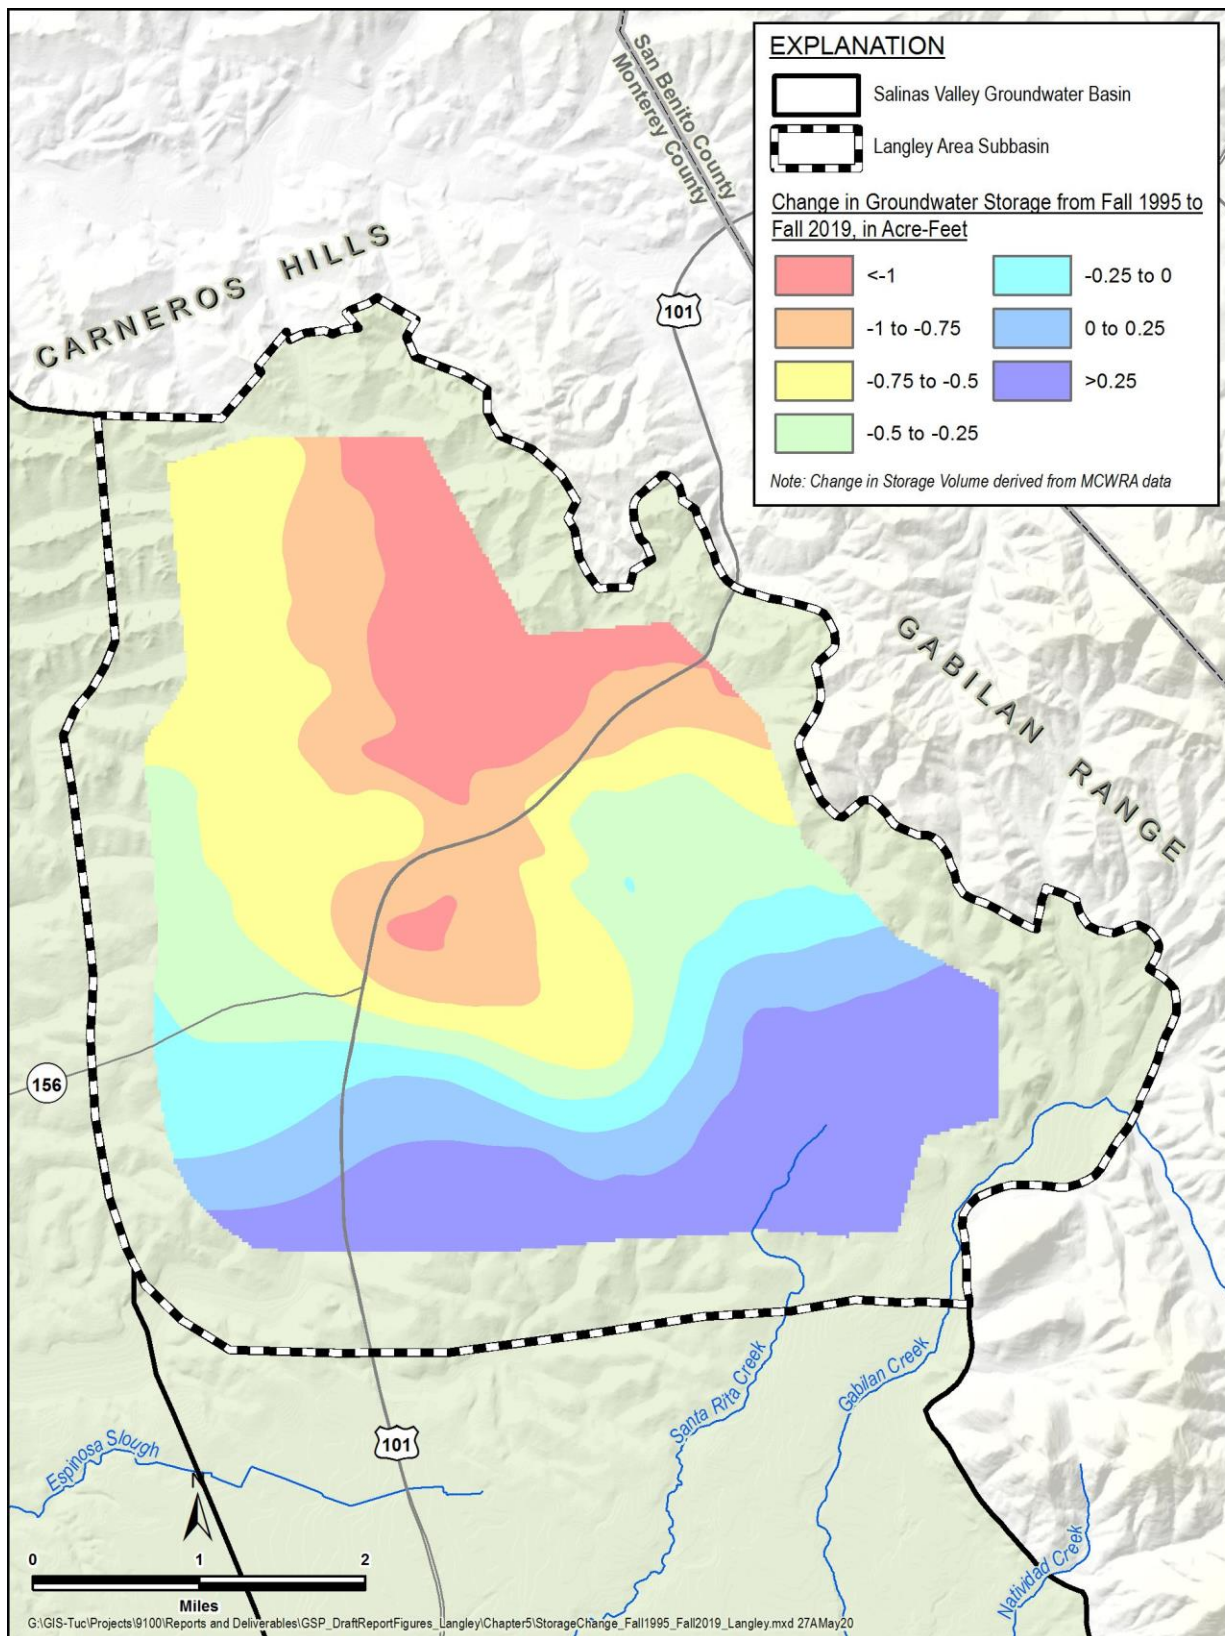 EXPLANATION
Salinas Valley Groundwater Basin
Langley Area Subbasin
Change in Groundwater Storage from Fall 1995 to
Fall 2019, in Acre-Feet
<-1
-0.25 to 0
-1 to -0.75
0 to 0.25
-0.75 to -0.5
>0.25
-0.5 to -0.25
Note: Change in Storage Volume derived from MCWRA data
San Benito County
Monterey County
CARNEROS HILLS
101
GABILAN RANGE
156
Santa Rita Creek
Gabilan Creek
101
Espinosa Slough
Natividad Creek
N
0 1 2
Miles
G:\GIS-Tuc\Projects\9100\Reports and Deliverables\GSP_DraftReportFigures_Langley\Chapter5\StorageChange_Fall1995_Fall2019_Langley.mxd 27AMay20